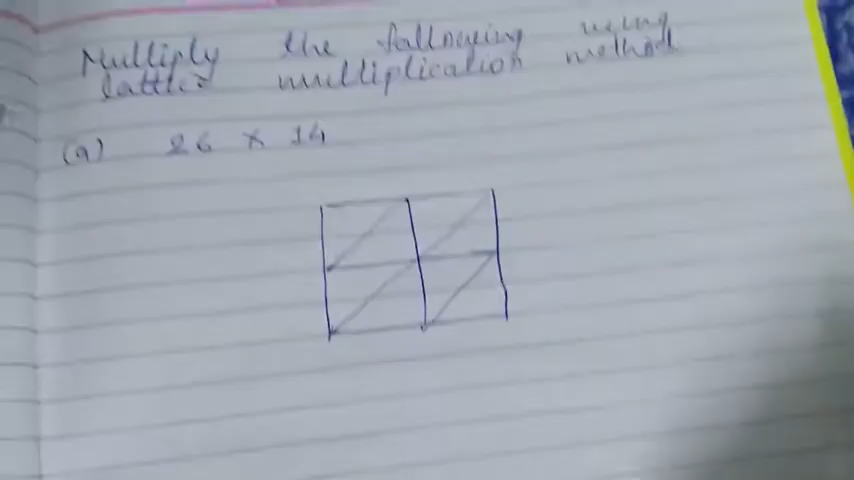 Multiply the following using
lattice multiplication method
(a) 26 × 14